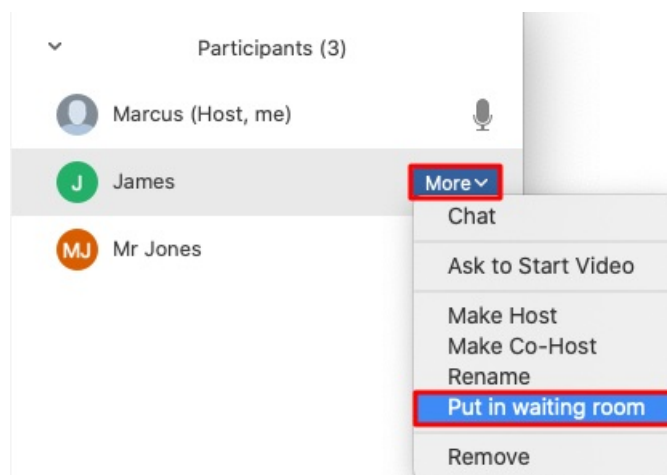 Participants (3)
Marcus (Host, me)
J James More
MJ Mr Jones
Chat
Ask to Start Video
Make Host
Make Co-Host
Rename
Put in waiting room
Remove